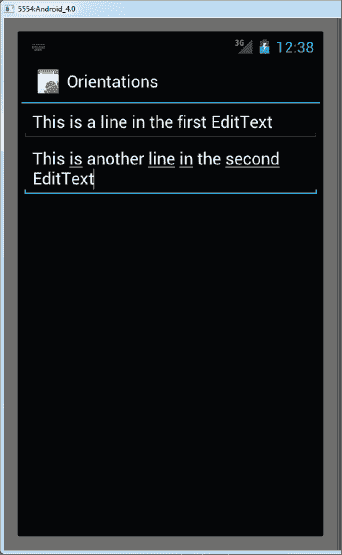 5554:Android_4.0
3G 12:38
Orientations
This is a line in the first EditText
This is another line in the second
EditText